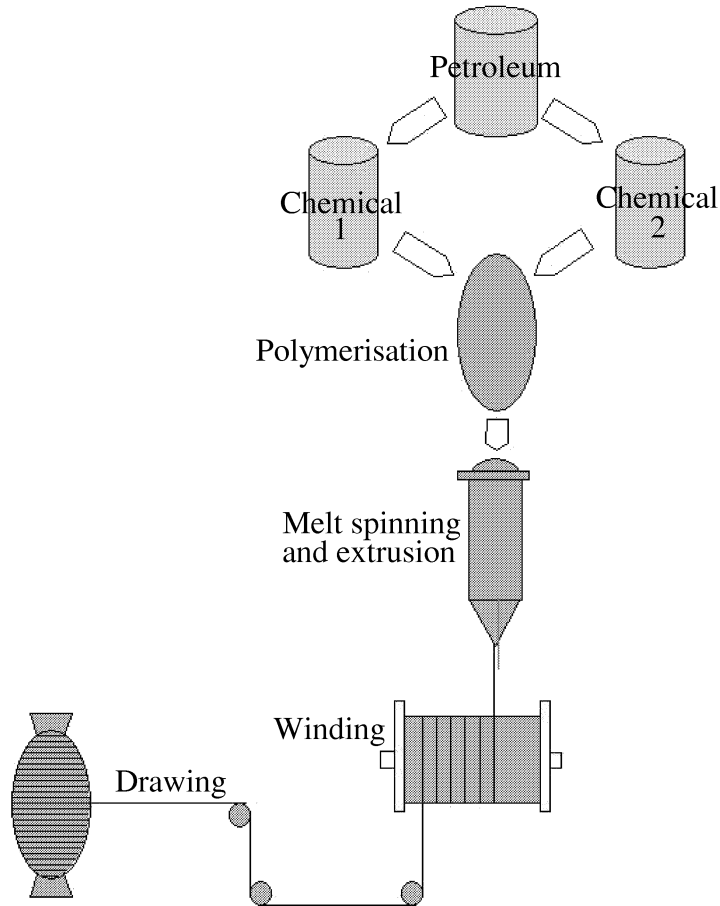 Petroleum
Chemical
1
Chemical
2
Polymerisation
Melt spinning
and extrusion
Winding
Drawing